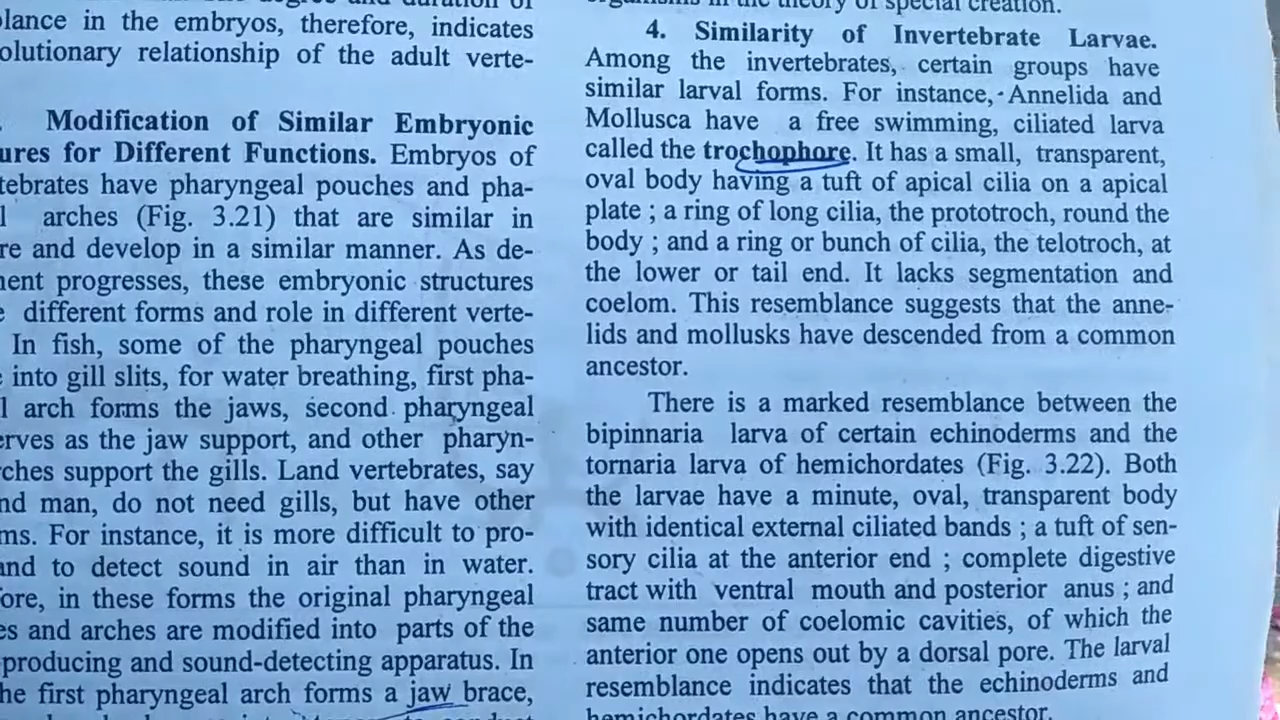 lance in the embryos, therefore, indicates
olutionary relationship of the adult verte-
Modification of Similar Embryonic
ures for Different Functions. Embryos of
tebrates have pharyngeal pouches and pha-
l arches (Fig. 3.21) that are similar in
re and develop in a similar manner. As de-
ent progresses, these embryonic structures
different forms and role in different verte-
In fish, some of the pharyngeal pouches
into gill slits, for water breathing, first pha-
l arch forms the jaws, second pharyngeal
erves as the jaw support, and other pharyn-
ches support the gills. Land vertebrates, say
nd man, do not need gills, but have other
ms. For instance, it is more difficult to pro-
and to detect sound in air than in water.
ore, in these forms the original pharyngeal
es and arches are modified into parts of the
producing and sound-detecting apparatus. In
he first pharyngeal arch forms a jaw brace,
organisms in the theory of special creation.
4. Similarity of Invertebrate Larvae.
Among the invertebrates, certain groups have
similar larval forms. For instance, Annelida and
Mollusca have a free swimming, ciliated larva
called the trochophore. It has a small, transparent,
oval body having a tuft of apical cilia on a apical
plate ; a ring of long cilia, the prototroch, round the
body ; and a ring or bunch of cilia, the telotroch, at
the lower or tail end. It lacks segmentation and
coelom. This resemblance suggests that the anne-
lids and mollusks have descended from a common
ancestor.
There is a marked resemblance between the
bipinnaria larva of certain echinoderms and the
tornaria larva of hemichordates (Fig. 3.22). Both
the larvae have a minute, oval, transparent body
with identical external ciliated bands ; a tuft of sen-
sory cilia at the anterior end ; complete digestive
tract with ventral mouth and posterior anus ; and
same number of coelomic cavities, of which the
anterior one opens out by a dorsal pore. The larval
resemblance indicates that the echinoderms and
hemichordates have a common ancestor.